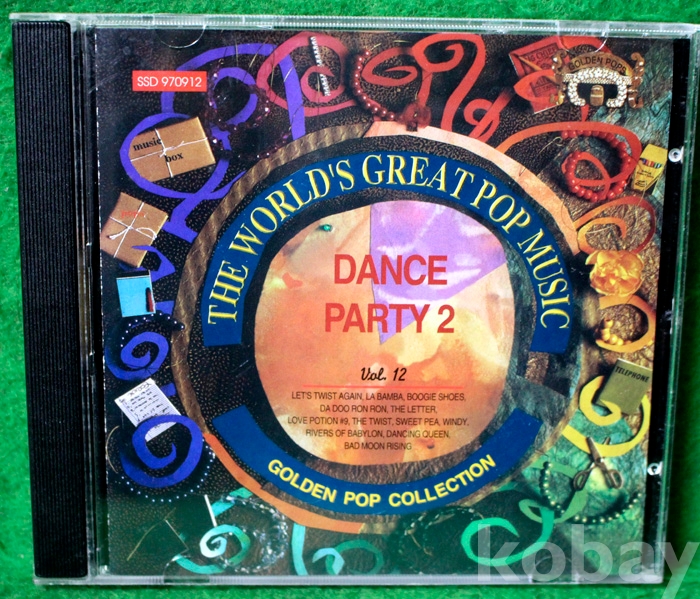 SSD 970912
GOLDEN POPS
music
box
THE WORLD'S GREAT POP MUSIC
DANCE
PARTY 2
Vol. 12
LET'S TWIST AGAIN, LA BAMBA, BOOGIE SHOES,
DA DOO RON RON, THE LETTER,
LOVE POTION #9, THE TWIST, SWEET PEA, WINDY,
RIVERS OF BABYLON, DANCING QUEEN,
BAD MOON RISING
GOLDEN POP COLLECTION
TELEPHONE
kobay